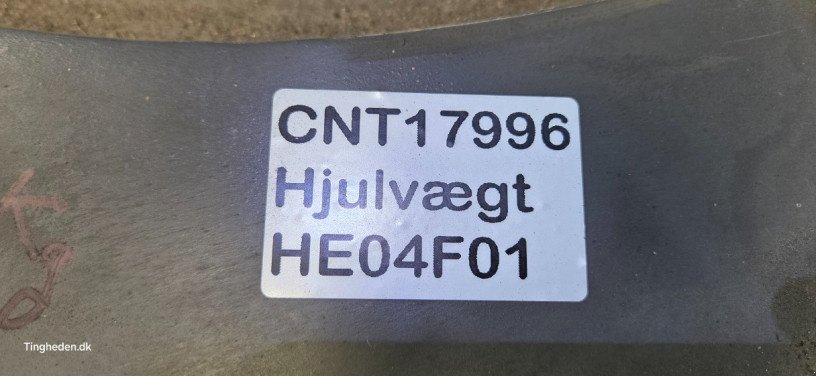 CNT17996
Hjulvægt
HE04F01
Tingheden.dk